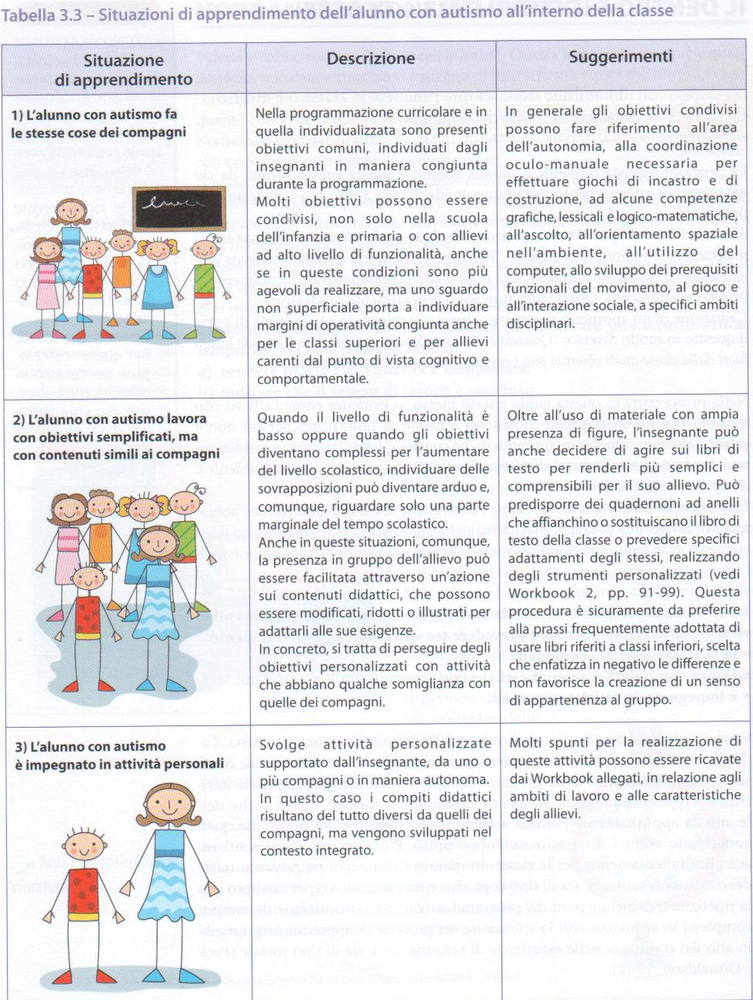 Tabella 3.3 – Situazioni di apprendimento dell'alunno con autismo all'interno della classe
Situazione
di apprendimento
Descrizione
Suggerimenti
1) L'alunno con autismo fa
le stesse cose dei compagni
Nella programmazione curricolare e in
quella individualizzata sono presenti
obiettivi comuni, individuati dagli
insegnanti in maniera congiunta
durante la programmazione.
Molti obiettivi possono essere
condivisi, non solo nella scuola
dell'infanzia e primaria o con allievi
ad alto livello di funzionalità, anche
se in queste condizioni sono più
agevoli da realizzare, ma uno sguardo
non superficiale porta a individuare
margini di operatività congiunta anche
per le classi superiori e per allievi
carenti dal punto di vista cognitivo e
comportamentale.
In generale gli obiettivi condivisi
possono fare riferimento all'area
dell'autonomia, alla coordinazione
oculo-manuale necessaria per
effettuare giochi di incastro e di
costruzione, ad alcune competenze
grafiche, lessicali e logico-matematiche,
all'ascolto, all'orientamento spaziale
nell'ambiente, all'utilizzo del
computer, allo sviluppo dei prerequisiti
funzionali del movimento, al gioco e
all'interazione sociale, a specifici ambiti
disciplinari.
2) L'alunno con autismo lavora
con obiettivi semplificati, ma
con contenuti simili ai compagni
Quando il livello di funzionalità è
basso oppure quando gli obiettivi
diventano complessi per l'aumentare
del livello scolastico, individuare delle
sovrapposizioni può diventare arduo e,
comunque, riguardare solo una parte
marginale del tempo scolastico.
Anche in queste situazioni, comunque,
la presenza in gruppo dell'allievo può
essere facilitata attraverso un'azione
sui contenuti didattici, che possono
essere modificati, ridotti o illustrati per
adattarli alle sue esigenze.
In concreto, si tratta di perseguire degli
obiettivi personalizzati con attività
che abbiano qualche somiglianza con
quelle dei compagni.
Oltre all'uso di materiale con ampia
presenza di figure, l'insegnante può
anche decidere di agire sui libri di
testo per renderli più semplici e
comprensibili per il suo allievo. Può
predisporre dei quadernoni ad anelli
che affianchino o sostituiscano il libro di
testo della classe o prevedere specifici
adattamenti degli stessi, realizzando
degli strumenti personalizzati (vedi
Workbook 2, pp. 91-99). Questa
procedura è sicuramente da preferire
alla prassi frequentemente adottata di
usare libri riferiti a classi inferiori, scelta
che enfatizza in negativo le differenze e
non favorisce la creazione di un senso
di appartenenza al gruppo.
3) L'alunno con autismo
è impegnato in attività personali
Svolge attività personalizzate
supportato dall'insegnante, da uno o
più compagni o in maniera autonoma.
In questo caso i compiti didattici
risultano del tutto diversi da quelli dei
compagni, ma vengono sviluppati nel
contesto integrato.
Molti spunti per la realizzazione di
queste attività possono essere ricavate
dai Workbook allegati, in relazione agli
ambiti di lavoro e alle caratteristiche
degli allievi.